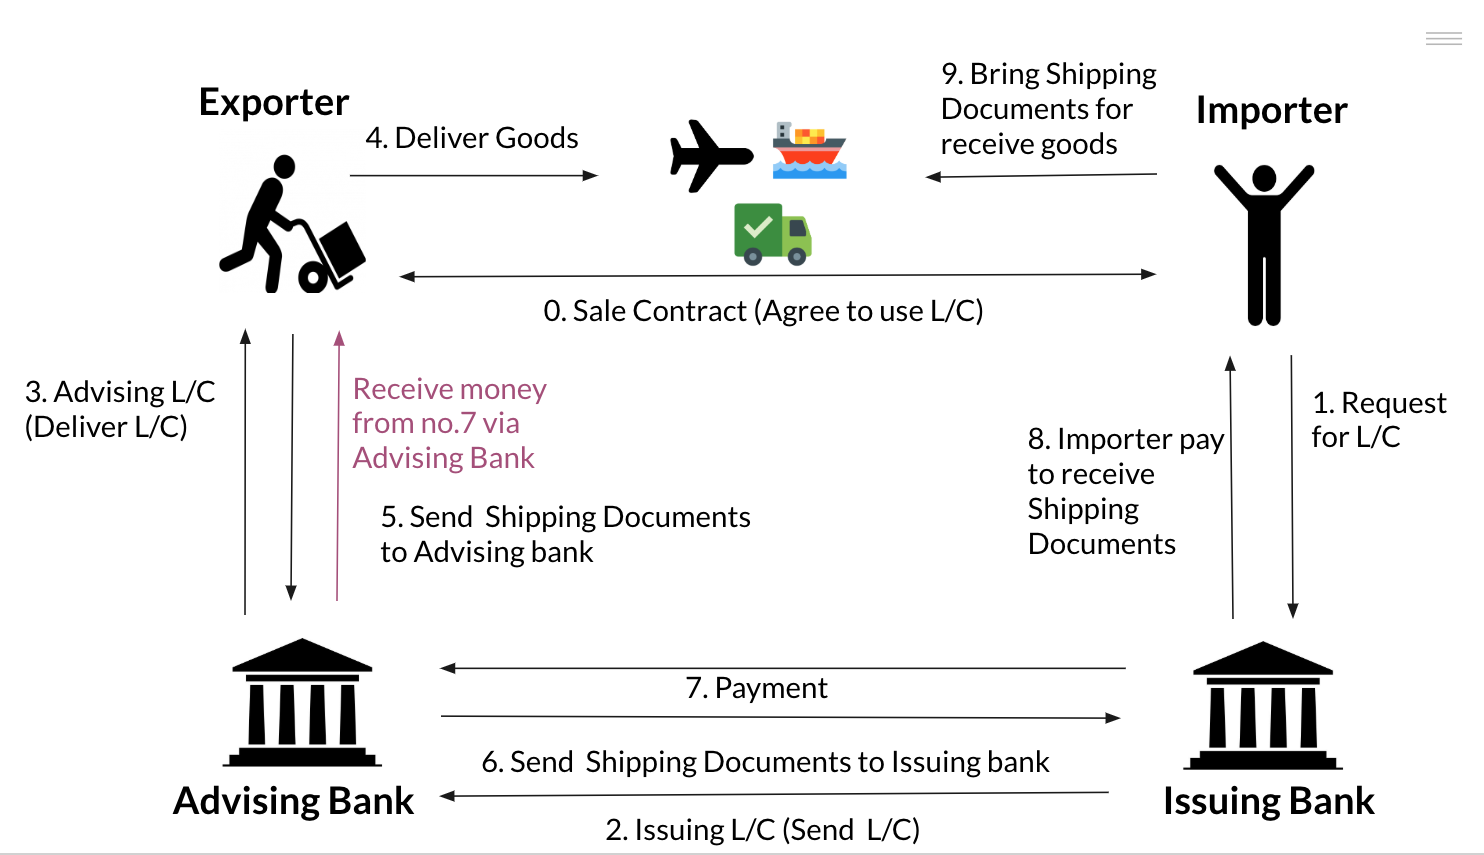 Exporter
4. Deliver Goods
9. Bring Shipping
Documents for
receive goods
Importer
0. Sale Contract (Agree to use L/C)
3. Advising L/C
(Deliver L/C)
Receive money
from no.7 via
Advising Bank
5. Send  Shipping Documents
to Advising bank
8. Importer pay
to receive
Shipping
Documents
1. Request
for L/C
7. Payment
6. Send  Shipping Documents to Issuing bank
Advising Bank
Issuing Bank
2. Issuing L/C (Send  L/C)